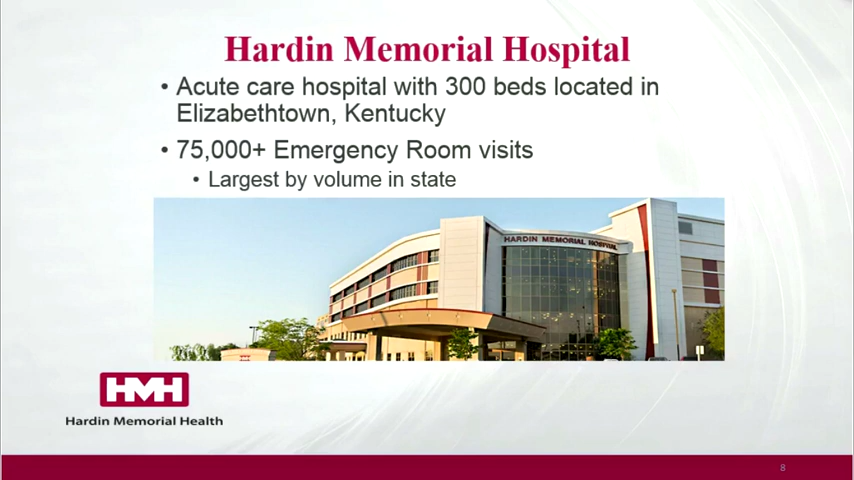 Hardin Memorial Hospital
• Acute care hospital with 300 beds located in
Elizabethtown, Kentucky
• 75,000+ Emergency Room visits
• Largest by volume in state
HARDIN MEMORIAL HOSPITAL
HMH
Hardin Memorial Health
8